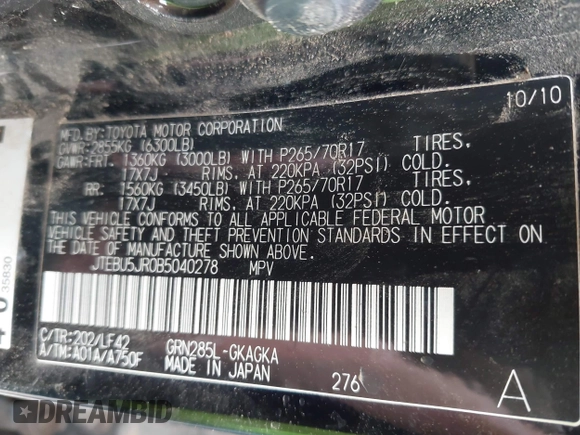 10/10
MFD.BY:TOYOTA MOTOR CORPORATION
GVWR:2855KG (6300LB)
GAWR:FRT. 1360KG (3000LB) WITH P265/70R17 TIRES,
17X7J RIMS, AT 220KPA (32PSI) COLD.
RR: 1560KG (3450LB) WITH P265/70R17 TIRES,
17X7J RIMS, AT 220KPA (32PSI) COLD.
THIS VEHICLE CONFORMS TO ALL APPLICABLE FEDERAL MOTOR
VEHICLE SAFETY AND THEFT PREVENTION STANDARDS IN EFFECT ON
THE DATE OF MANUFACTURE SHOWN ABOVE.
JTEBU5JR0B5040278 MPV
C/TR:202/LF42 GRN285L-GKAGKA
A/TM:A01A/A750F MADE IN JAPAN 276 A
35830
DREAMBID